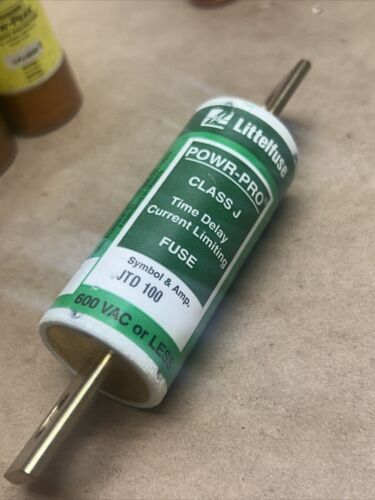 Littelfuse
POWR-PRO
CLASS J
Time Delay
Current Limiting
FUSE
Symbol & Amp.
JTD 100
600 VAC or LESS